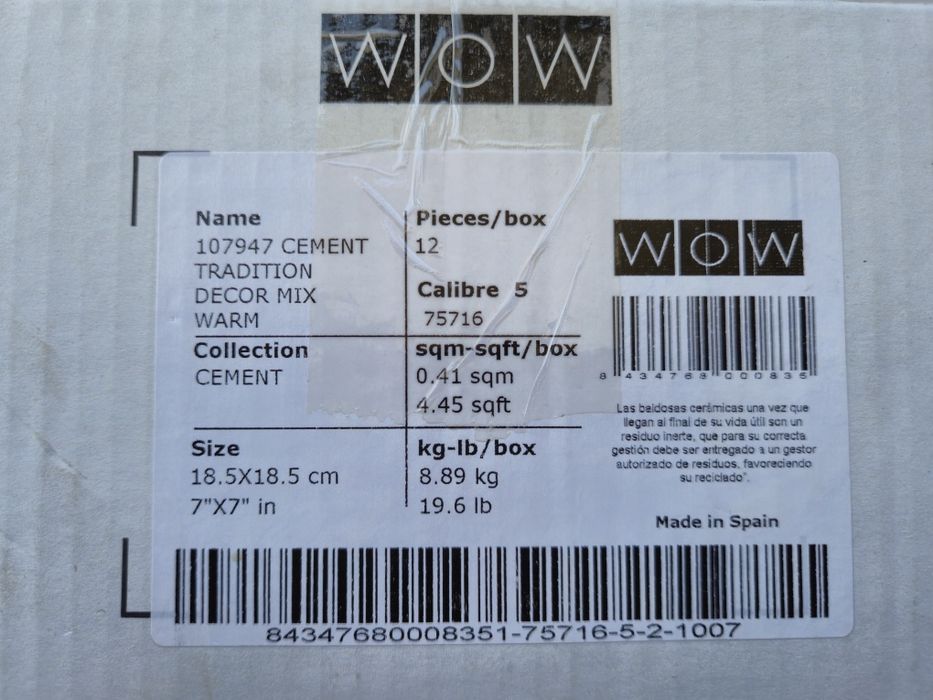 WOW
Name
107947 CEMENT
TRADITION
DECOR MIX
WARM
Pieces/box
12
Calibre 5
75716
Collection
CEMENT
sqm-sqft/box
0.41 sqm
4.45 sqft
Size
18.5X18.5 cm
7"X7" in
kg-lb/box
8.89 kg
19.6 lb
WOW
8 434768 000835
Las baldosas cerámicas una vez que
llegan al final de su vida útil son un
residuo inerte, que para su correcta
gestión debe ser entregado a un gestor
autorizado de residuos, favoreciendo
su reciclado".
Made in Spain
84347680008351-75716-5-2-1007